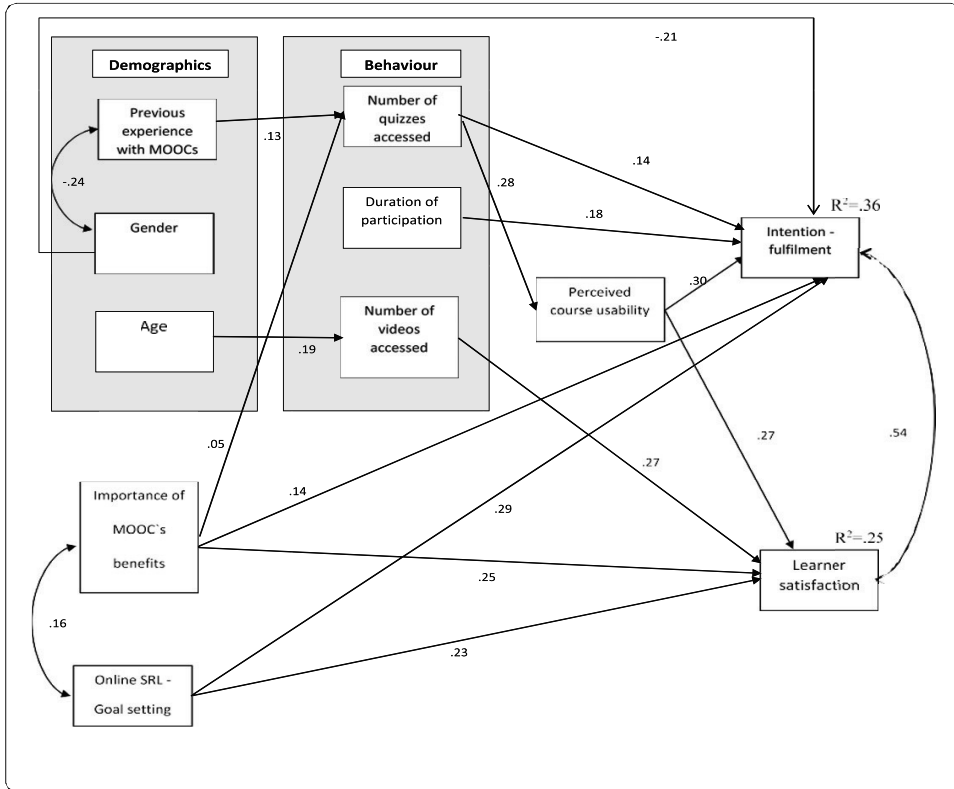 -.21
Demographics
Behaviour
Previous
experience
with MOOCs
.13
Number of
quizzes
accessed
-.24
.14
.28
Gender
Duration of
participation
.18
R²=.36
Intention -
fulfilment
Perceived
course usability
.30
Age
.19
Number of
videos
accessed
.05
.27
.27
.54
Importance of
MOOC`s
benefits
.14
.29
R²=.25
Learner
satisfaction
.25
.16
.23
Online SRL -
Goal setting